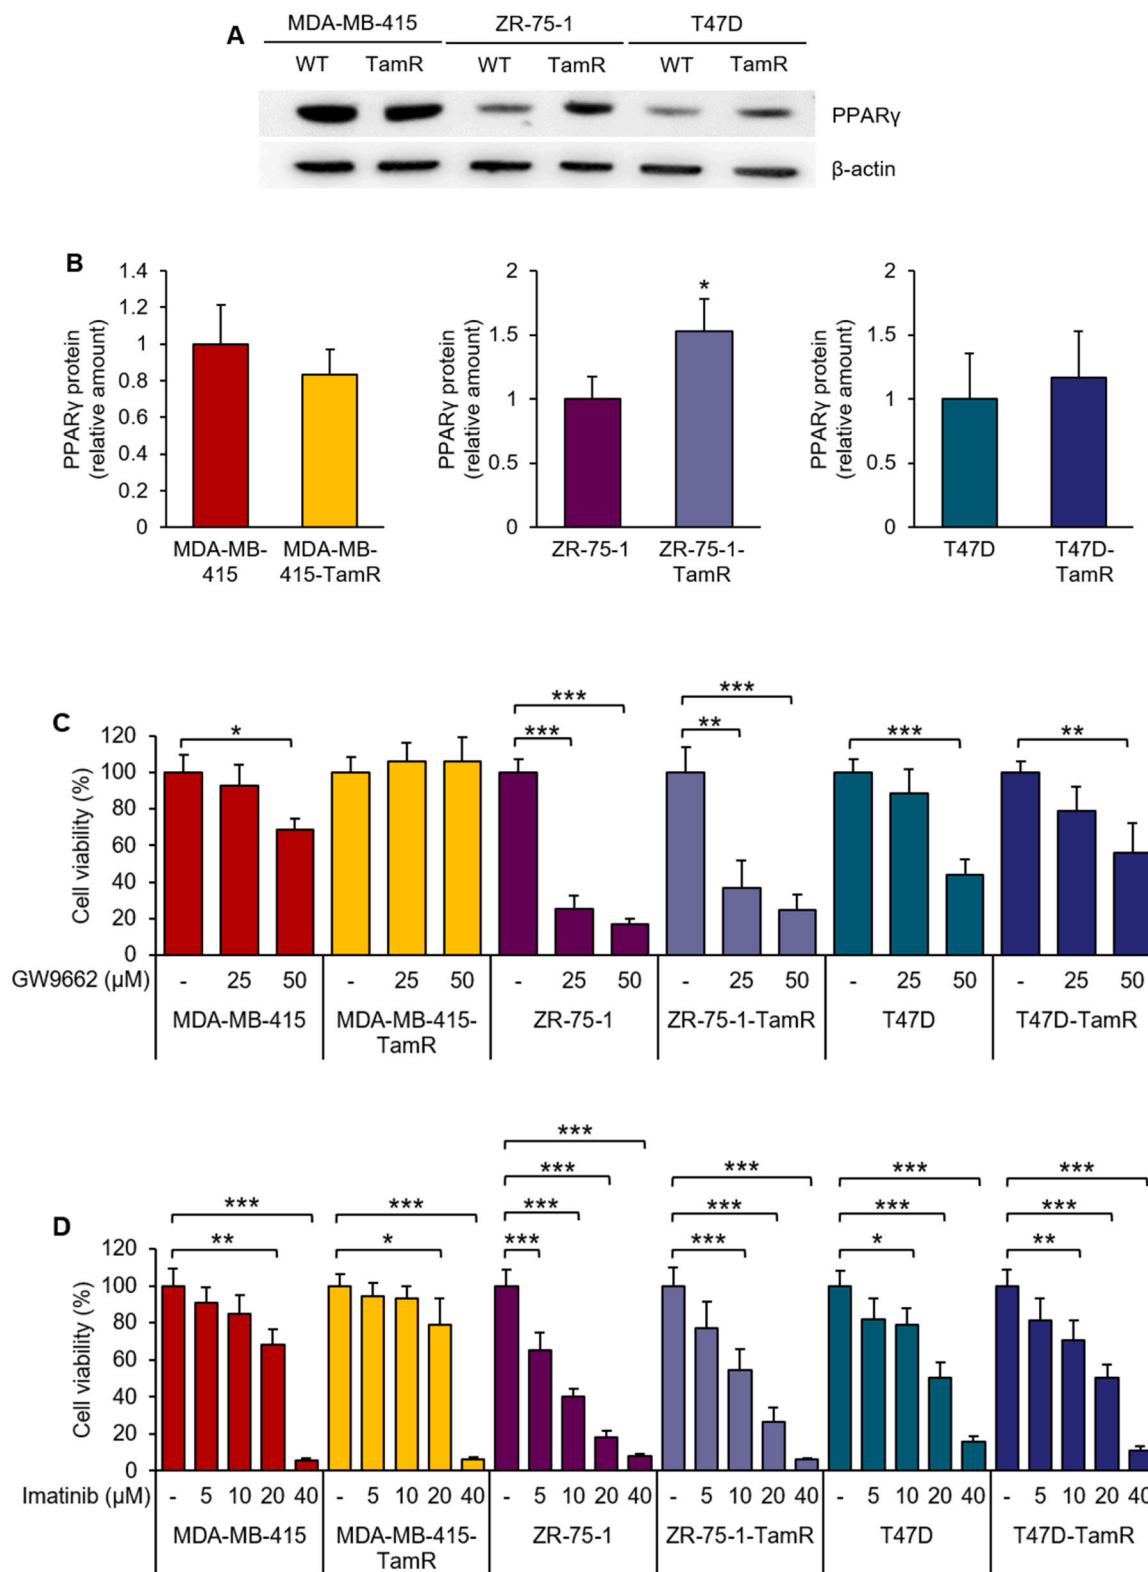 A
MDA-MB-415 ZR-75-1 T47D
WT TamR WT TamR WT TamR
PPARγ
β-actin
B
PPARγ protein
(relative amount)
1.4
1.2
1
0.8
0.6
0.4
0.2
0
MDA-MB-
415
MDA-MB-
415-TamR
PPARγ protein
(relative amount)
2
1.5
1
0.5
0
*
ZR-75-1
ZR-75-1-
TamR
PPARγ protein
(relative amount)
2
1.5
1
0.5
0
T47D
T47D-
TamR
C
Cell viability (%)
120
100
80
60
40
20
0
* *** *** ** *** *** **
GW9662 (μM) - 25 50 - 25 50 - 25 50 - 25 50 - 25 50 - 25 50
MDA-MB-415 MDA-MB-415- ZR-75-1 ZR-75-1-TamR T47D T47D-TamR
TamR
D
Cell viability (%)
120
100
80
60
40
20
0
***
*** *** *** ***
*** *** *** *** *** ***
** * *** *** * **
Imatinib (μM) - 5 10 20 40 - 5 10 20 40 - 5 10 20 40 - 5 10 20 40 - 5 10 20 40 - 5 10 20 40
MDA-MB-415 MDA-MB-415- ZR-75-1 ZR-75-1-TamR T47D T47D-TamR
TamR